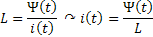 L = Ψ(t)/i(t) ↷ i(t) = Ψ(t)/L